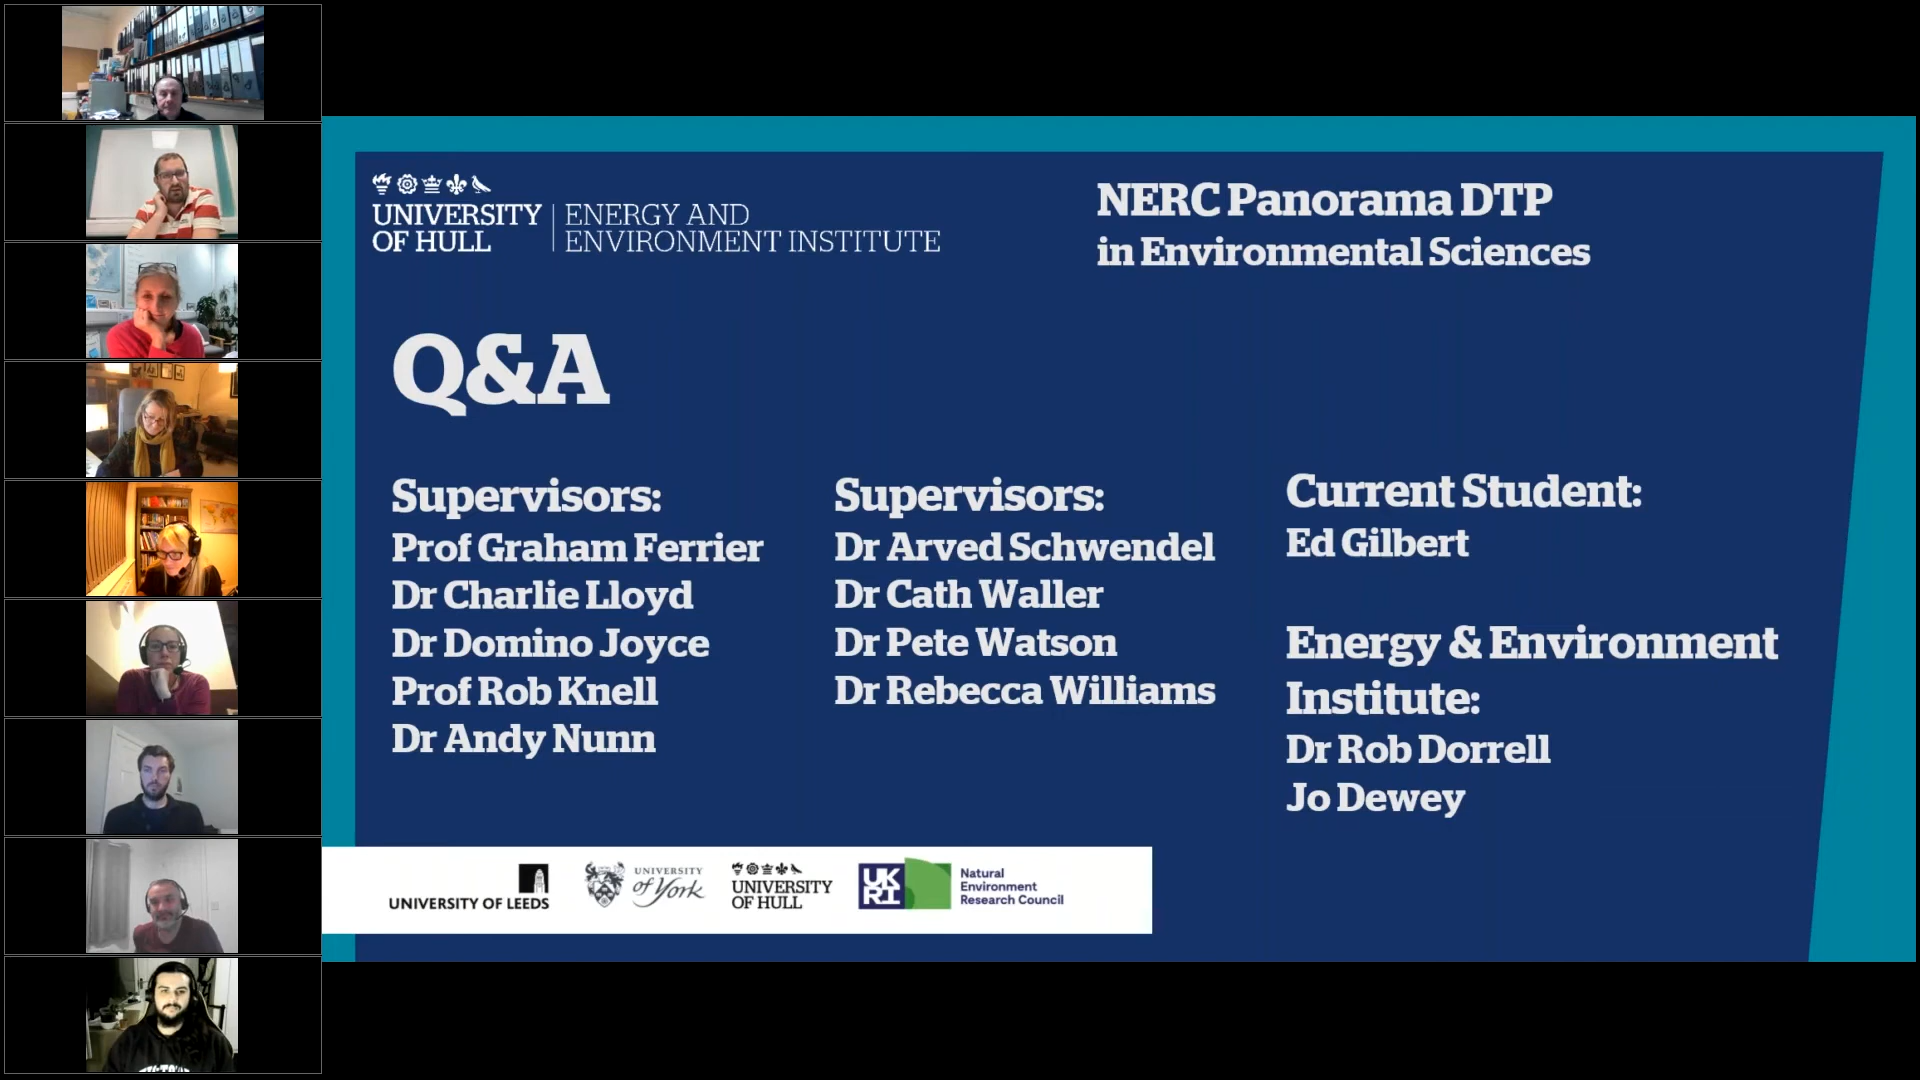 UNIVERSITY
OF HULL
ENERGY AND
ENVIRONMENT INSTITUTE
NERC Panorama DTP
in Environmental Sciences
Q&A
Supervisors:
Prof Graham Ferrier
Dr Charlie Lloyd
Dr Domino Joyce
Prof Rob Knell
Dr Andy Nunn
Supervisors:
Dr Arved Schwendel
Dr Cath Waller
Dr Pete Watson
Dr Rebecca Williams
Current Student:
Ed Gilbert
Energy & Environment
Institute:
Dr Rob Dorrell
Jo Dewey
UNIVERSITY OF LEEDS
UNIVERSITY
of York
UNIVERSITY
OF HULL
UK
RI
Natural
Environment
Research Council